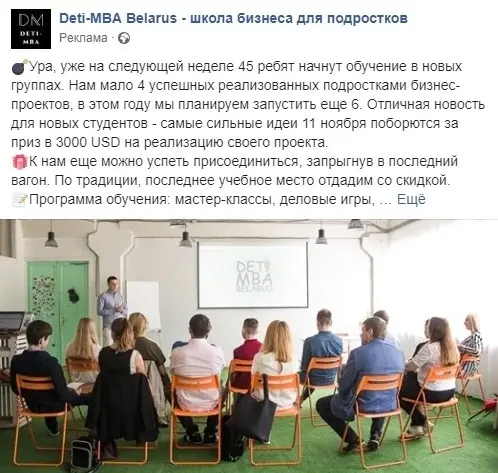 DM
DETI-
MBA
Deti-MBA Belarus - школа бизнеса для подростков
Реклама ·
💣Ура, уже на следующей неделе 45 ребят начнут обучение в новых
группах. Нам мало 4 успешных реализованных подростками бизнес-
проектов, в этом году мы планируем запустить еще 6. Отличная новость
для новых студентов - самые сильные идеи 11 ноября поборются за
приз в 3000 USD на реализацию своего проекта.
🎁К нам еще можно успеть присоединиться, запрыгнув в последний
вагон. По традиции, последнее учебное место отдадим со скидкой.
📝Программа обучения: мастер-классы, деловые игры, … Ещё
DETI
MBA
BELARUS